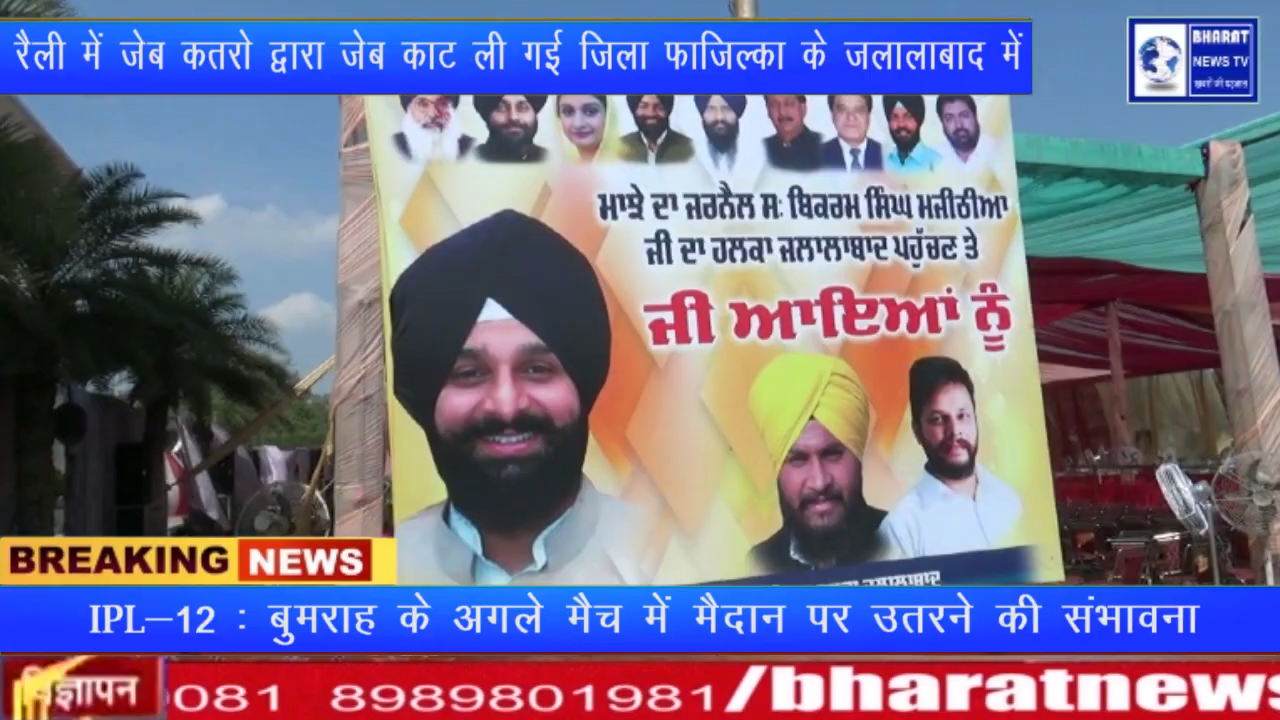 रैली में जेब कतरो द्वारा जेब काट ली गई जिला फाजिल्का के जलालाबाद में
BHARAT
NEWS TV
ਮਾਝੇ ਦਾ ਜਰਨੈਲ ਸ: ਬਿਕਰਮ ਸਿੰਘ ਮਜੀਠੀਆ
ਜੀ ਦਾ ਹਲਕਾ ਜਲਾਲਾਬਾਦ ਪਹੁੰਚਣ ਤੇ
ਜੀ ਆਇਆਂ ਨੂੰ
BREAKING NEWS
IPL-12 : बुमराह के अगले मैच में मैदान पर उतरने की संभावना
विज्ञापन 0081 8989801981/bharatnews